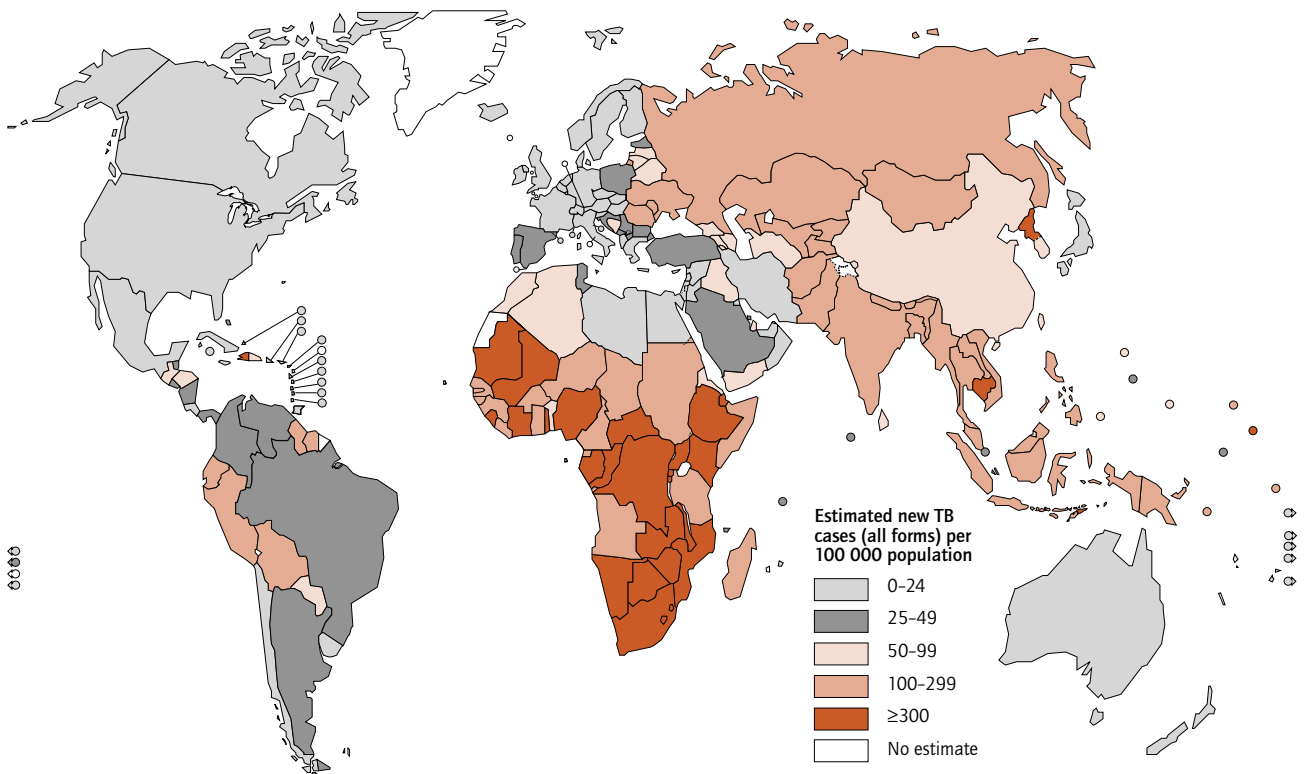 Estimated new TB
cases (all forms) per
100 000 population
0–24
25–49
50–99
100–299
≥300
No estimate